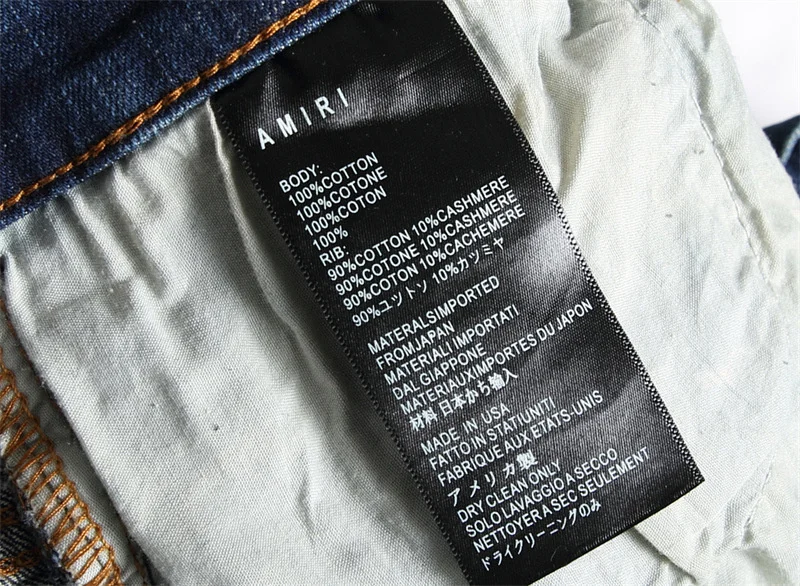 AMIRI
BODY:
100%COTTON
100%COTONE
100%COTON
100%
RIB:
90%COTTON 10%CASHMERE
90%COTONE 10%CASHMERE
90%COTON 10%CACHEMERE
90%ユットソ 10%カツミヤ
MATERALSIMPORTED
FROMJAPAN
MATERIALI IMPORTATI
DAL GIAPPONE
MATERIAUXIMPORTES DU JAPON
材料 日本から输入
MADE IN USA
FATTO IN STATIUNITI
FABRIQUE AUX ETATS-UNIS
アメリカ製
DRY CLEAN ONLY
SOLO LAVAGGIO A SECCO
NETTOYER A SEC SEULEMENT
ドライクリーニングのみ